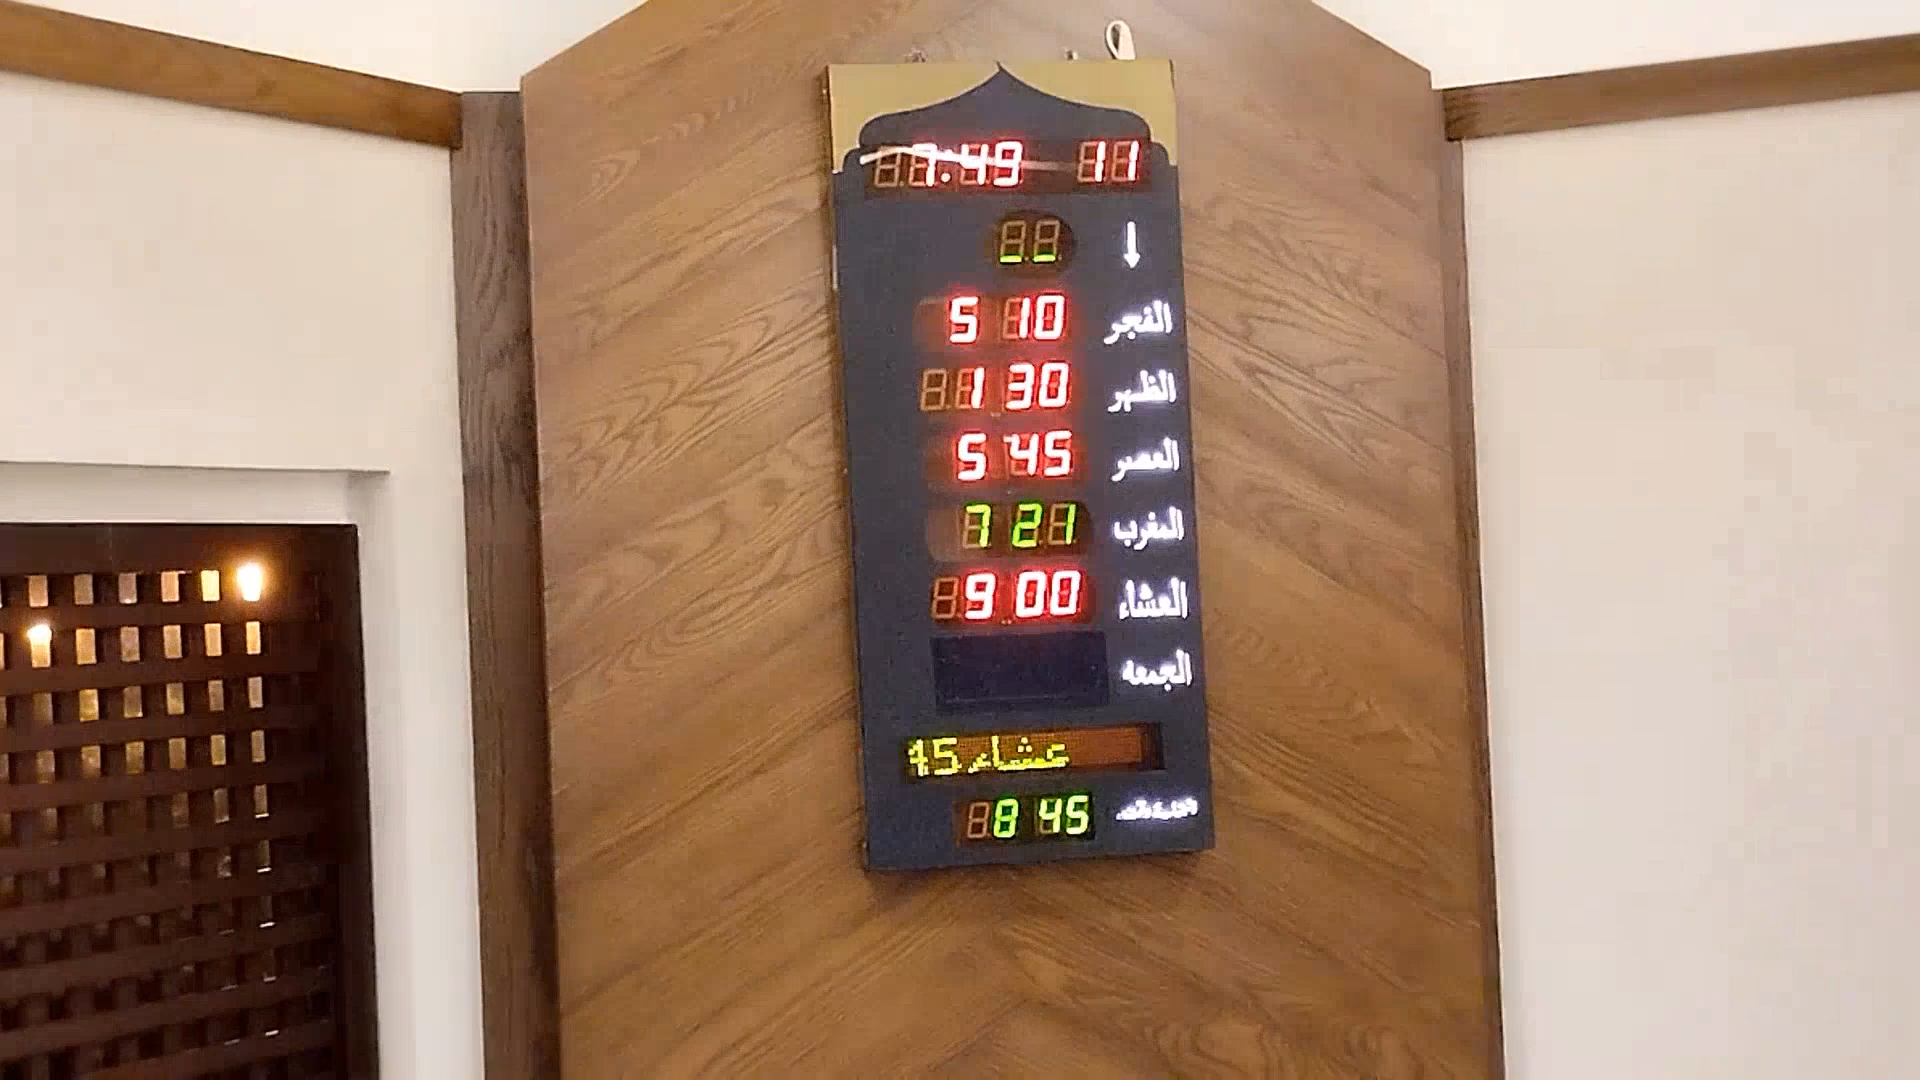 7:49 11
الفجر 5 10
الظهر 1 30
العصر 5 45
المغرب 7 21
العشاء 9 00
الجمعة
عشاء 45
8 45